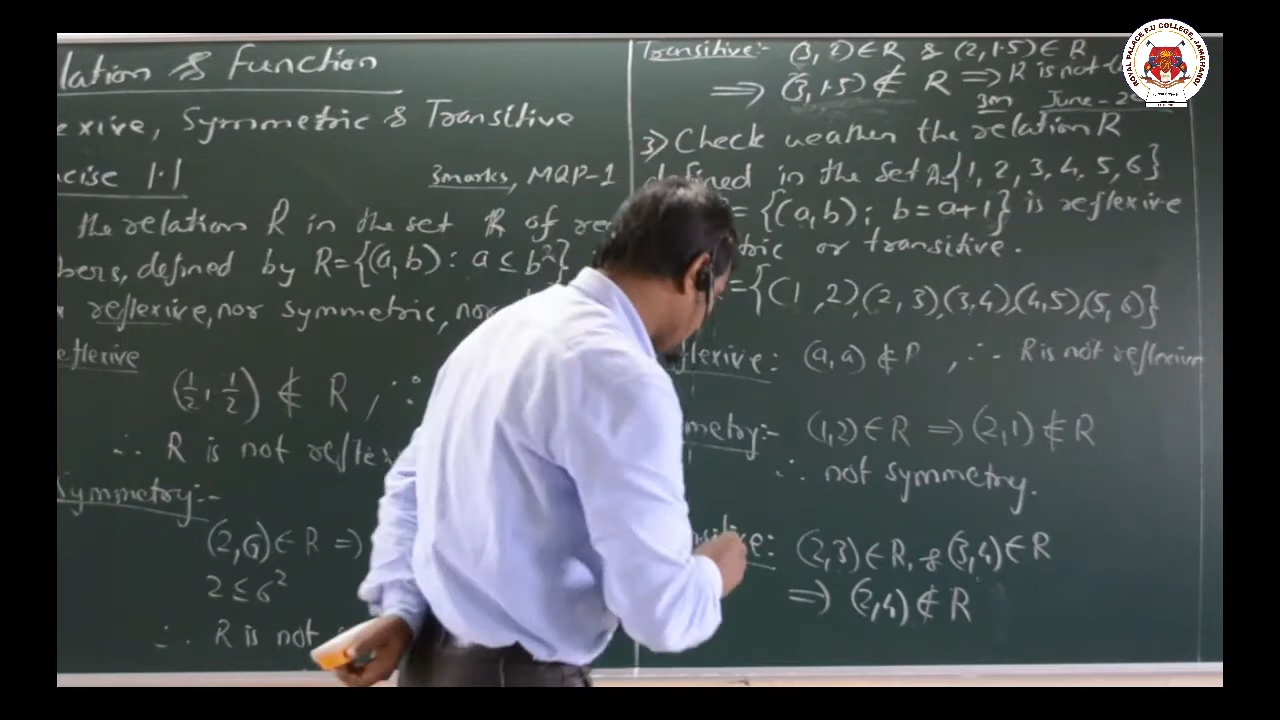 lation & Function
exive, Symmetric & Transitive
cise 1.1
3marks, MQP-1
the relation R in the set R of re
bers, defined by R={(a,b): a ≤ b²}
reflexive, nor symmetric, nor
eflexive
(1/2, 1/2) ∉ R, ∵
∴ R is not reflex
Symmetry:-
(2,6) ∈ R ⇒
2 ≤ 6²
∴ R is not
Transitive:- (3,2) ∈ R & (2,1.5) ∈ R
⇒ (3,1.5) ∉ R ⇒ R is not
3m June-2
3) Check weather the relation R
defined in the set A={1, 2, 3, 4, 5, 6}
= {(a,b); b=a+1} is reflexive
tric or transitive.
={(1,2),(2,3),(3,4)(4,5),(5,6)}
flexive: (a,a) ∉ R, ∴ R is not reflexive
metry:- (1,2) ∈ R ⇒ (2,1) ∉ R
∴ not symmetry.
sitive: (2,3) ∈ R, & (3,4) ∈ R
⇒ (2,4) ∉ R
ROYAL PALACE P.U COLLEGE, JAMKHANDI